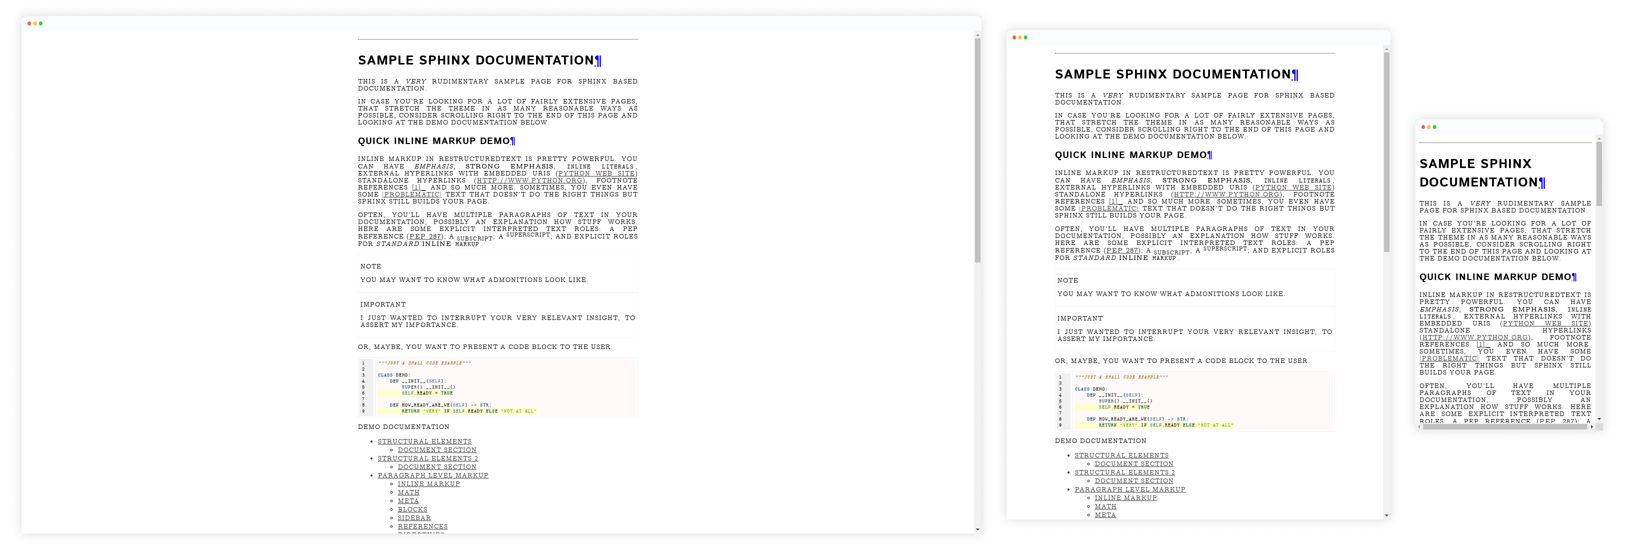 SAMPLE SPHINX DOCUMENTATION¶
THIS IS A VERY RUDIMENTARY SAMPLE PAGE FOR SPHINX BASED
DOCUMENTATION.
IN CASE YOU'RE LOOKING FOR A LOT OF FAIRLY EXTENSIVE PAGES,
THAT STRETCH THE THEME IN AS MANY REASONABLE WAYS AS
POSSIBLE, CONSIDER SCROLLING RIGHT TO THE END OF THIS PAGE AND
LOOKING AT THE DEMO DOCUMENTATION BELOW.
QUICK INLINE MARKUP DEMO¶
INLINE MARKUP IN RESTRUCTUREDTEXT IS PRETTY POWERFUL. YOU
CAN HAVE EMPHASIS, STRONG EMPHASIS, INLINE LITERALS,
EXTERNAL HYPERLINKS WITH EMBEDDED URIS (PYTHON WEB SITE)
STANDALONE HYPERLINKS (HTTP://WWW.PYTHON.ORG), FOOTNOTE
REFERENCES [1]_ AND SO MUCH MORE. SOMETIMES, YOU EVEN HAVE
SOME |PROBLEMATIC| TEXT THAT DOESN'T DO THE RIGHT THINGS BUT
SPHINX STILL BUILDS YOUR PAGE.
OFTEN, YOU'LL HAVE MULTIPLE PARAGRAPHS OF TEXT IN YOUR
DOCUMENTATION, POSSIBLY AN EXPLANATION HOW STUFF WORKS.
HERE ARE SOME EXPLICIT INTERPRETED TEXT ROLES: A PEP
REFERENCE (PEP 287); A SUBSCRIPT; A SUPERSCRIPT; AND EXPLICIT ROLES
FOR STANDARD INLINE MARKUP.
NOTE
YOU MAY WANT TO KNOW WHAT ADMONITIONS LOOK LIKE.
IMPORTANT
I JUST WANTED TO INTERRUPT YOUR VERY RELEVANT INSIGHT, TO
ASSERT MY IMPORTANCE.
OR, MAYBE, YOU WANT TO PRESENT A CODE BLOCK TO THE USER.
1 """JUST A SMALL CODE EXAMPLE"""
2
3 CLASS DEMO:
4 DEF __INIT__(SELF):
5 SUPER().__INIT__()
6 SELF.READY = TRUE
7
8 DEF HOW_READY_ARE_WE(SELF) -> STR:
9 RETURN "VERY" IF SELF.READY ELSE "NOT AT ALL"
DEMO DOCUMENTATION
STRUCTURAL ELEMENTS
DOCUMENT SECTION
STRUCTURAL ELEMENTS 2
DOCUMENT SECTION
PARAGRAPH LEVEL MARKUP
INLINE MARKUP
MATH
META
BLOCKS
SIDEBAR
REFERENCES
SAMPLE SPHINX DOCUMENTATION¶
THIS IS A VERY RUDIMENTARY SAMPLE PAGE FOR SPHINX BASED
DOCUMENTATION.
IN CASE YOU'RE LOOKING FOR A LOT OF FAIRLY EXTENSIVE PAGES,
THAT STRETCH THE THEME IN AS MANY REASONABLE WAYS AS
POSSIBLE, CONSIDER SCROLLING RIGHT TO THE END OF THIS PAGE AND
LOOKING AT THE DEMO DOCUMENTATION BELOW.
QUICK INLINE MARKUP DEMO¶
INLINE MARKUP IN RESTRUCTUREDTEXT IS PRETTY POWERFUL. YOU
CAN HAVE EMPHASIS, STRONG EMPHASIS, INLINE LITERALS,
EXTERNAL HYPERLINKS WITH EMBEDDED URIS (PYTHON WEB SITE)
STANDALONE HYPERLINKS (HTTP://WWW.PYTHON.ORG), FOOTNOTE
REFERENCES [1]_ AND SO MUCH MORE. SOMETIMES, YOU EVEN HAVE
SOME |PROBLEMATIC| TEXT THAT DOESN'T DO THE RIGHT THINGS BUT
SPHINX STILL BUILDS YOUR PAGE.
OFTEN, YOU'LL HAVE MULTIPLE PARAGRAPHS OF TEXT IN YOUR
DOCUMENTATION, POSSIBLY AN EXPLANATION HOW STUFF WORKS.
HERE ARE SOME EXPLICIT INTERPRETED TEXT ROLES: A PEP
REFERENCE (PEP 287); A SUBSCRIPT; A SUPERSCRIPT; AND EXPLICIT ROLES
FOR STANDARD INLINE MARKUP.
NOTE
YOU MAY WANT TO KNOW WHAT ADMONITIONS LOOK LIKE.
IMPORTANT
I JUST WANTED TO INTERRUPT YOUR VERY RELEVANT INSIGHT, TO
ASSERT MY IMPORTANCE.
OR, MAYBE, YOU WANT TO PRESENT A CODE BLOCK TO THE USER.
1 """JUST A SMALL CODE EXAMPLE"""
2
3 CLASS DEMO:
4 DEF __INIT__(SELF):
5 SUPER().__INIT__()
6 SELF.READY = TRUE
7
8 DEF HOW_READY_ARE_WE(SELF) -> STR:
9 RETURN "VERY" IF SELF.READY ELSE "NOT AT ALL"
DEMO DOCUMENTATION
STRUCTURAL ELEMENTS
DOCUMENT SECTION
STRUCTURAL ELEMENTS 2
DOCUMENT SECTION
PARAGRAPH LEVEL MARKUP
INLINE MARKUP
MATH
META
SAMPLE SPHINX
DOCUMENTATION¶
THIS IS A VERY RUDIMENTARY SAMPLE
PAGE FOR SPHINX BASED DOCUMENTATION.
IN CASE YOU'RE LOOKING FOR A LOT OF
FAIRLY EXTENSIVE PAGES, THAT STRETCH
THE THEME IN AS MANY REASONABLE WAYS
AS POSSIBLE, CONSIDER SCROLLING RIGHT
TO THE END OF THIS PAGE AND LOOKING AT
THE DEMO DOCUMENTATION BELOW.
QUICK INLINE MARKUP DEMO¶
INLINE MARKUP IN RESTRUCTUREDTEXT IS
PRETTY POWERFUL. YOU CAN HAVE
EMPHASIS, STRONG EMPHASIS, INLINE
LITERALS, EXTERNAL HYPERLINKS WITH
EMBEDDED URIS (PYTHON WEB SITE)
STANDALONE HYPERLINKS
(HTTP://WWW.PYTHON.ORG), FOOTNOTE
REFERENCES [1]_ AND SO MUCH MORE.
SOMETIMES, YOU EVEN HAVE SOME
|PROBLEMATIC| TEXT THAT DOESN'T DO
THE RIGHT THINGS BUT SPHINX STILL
BUILDS YOUR PAGE.
OFTEN, YOU'LL HAVE MULTIPLE
PARAGRAPHS OF TEXT IN YOUR
DOCUMENTATION, POSSIBLY AN
EXPLANATION HOW STUFF WORKS. HERE
ARE SOME EXPLICIT INTERPRETED TEXT
ROLES: A PEP REFERENCE (PEP 287); A